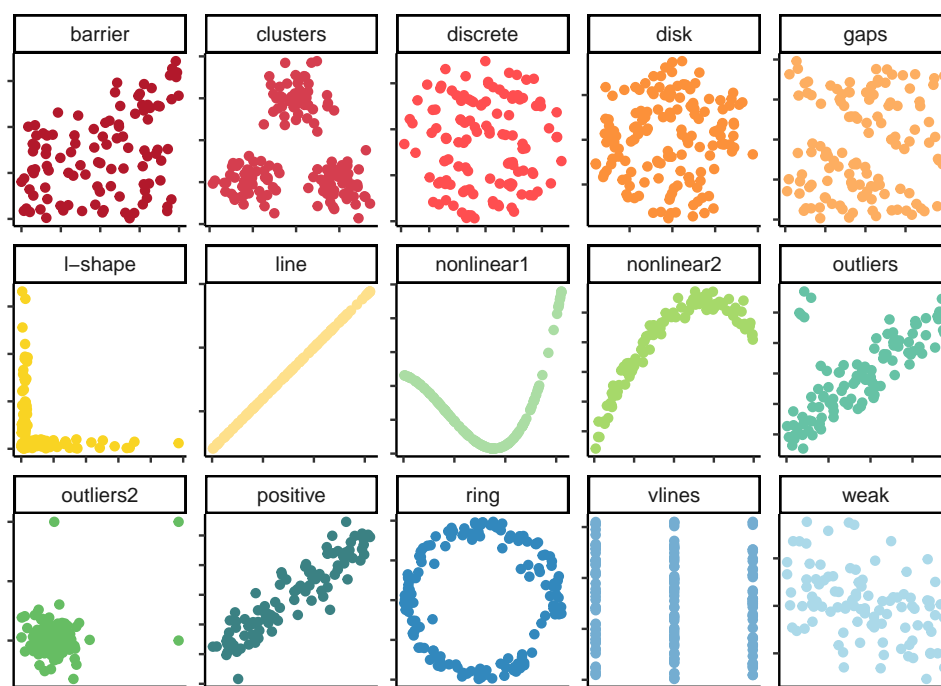 barrier clusters discrete disk gaps
l−shape line nonlinear1 nonlinear2 outliers
outliers2 positive ring vlines weak